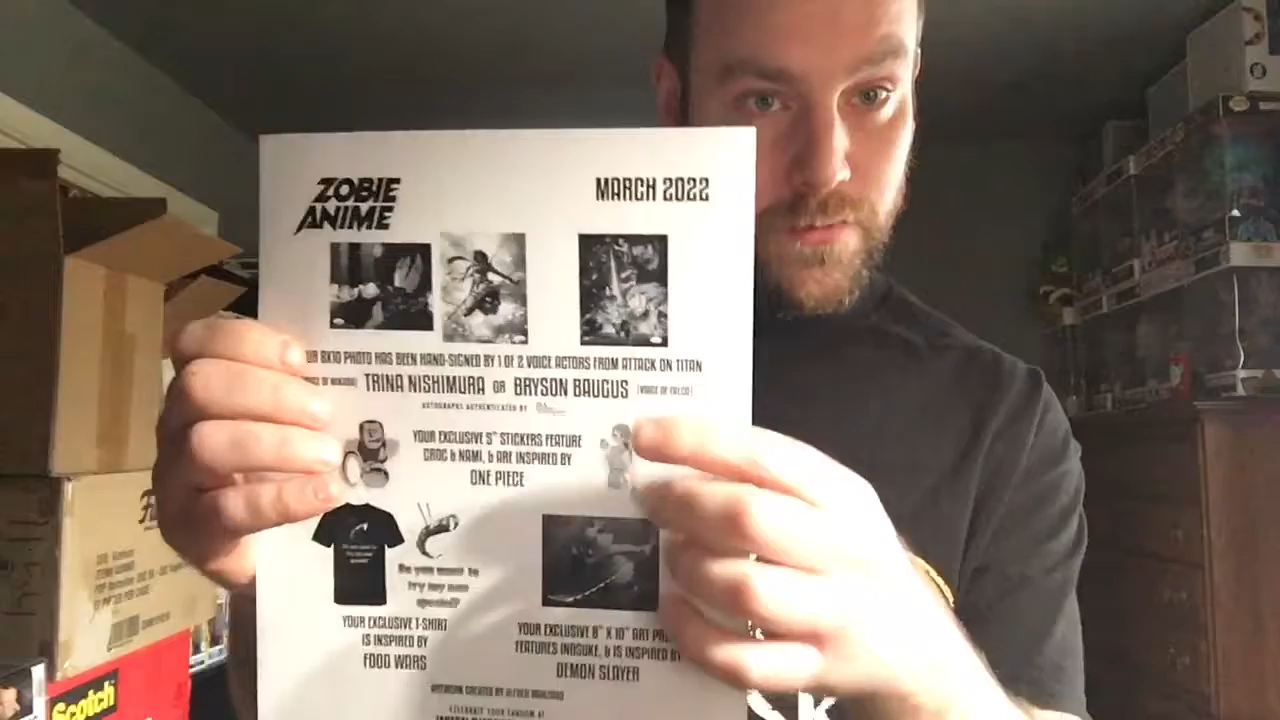 ZOBIE
ANIME
MARCH 2022
UR 8X10 PHOTO HAS BEEN HAND-SIGNED BY 1 OF 2 VOICE ACTORS FROM ATTACK ON TITAN
TRINA NISHIMURA OR BRYSON BAUGUS (VOICE OF FALCO)
AUTOGRAPHS AUTHENTICATED BY
YOUR EXCLUSIVE 5" STICKERS FEATURE
CROC & NAMI, & ARE INSPIRED BY
ONE PIECE
Do you want to
try my new
special?
YOUR EXCLUSIVE T-SHIRT
IS INSPIRED BY
FOOD WARS
YOUR EXCLUSIVE 8" X 10" ART
FEATURES INOSUKE, & IS INSPIRED BY
DEMON SLAYER
ARTWORK CREATED BY
CELEBRATE YOUR FANDOM AT
Scotch